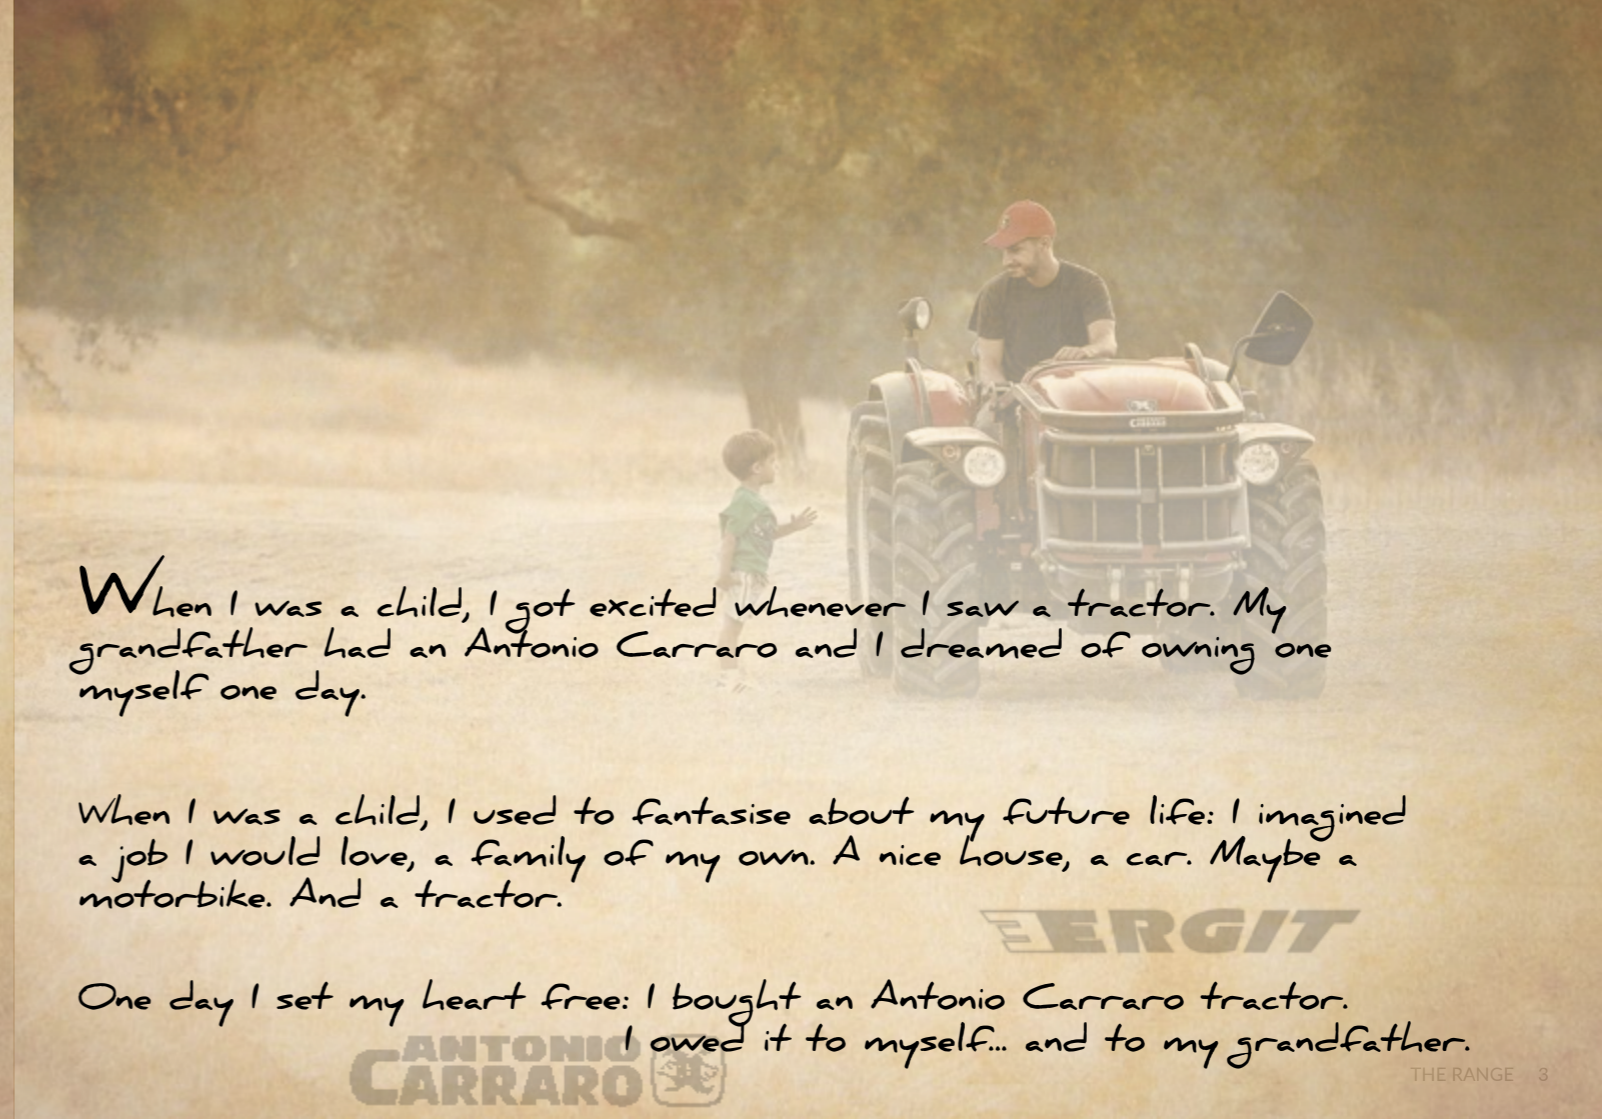 CARRARO
When I was a child, I got excited whenever I saw a tractor. My
grandfather had an Antonio Carraro and I dreamed of owning one
myself one day.
When I was a child, I used to fantasise about my future life: I imagined
a job I would love, a family of my own. A nice house, a car. Maybe a
motorbike. And a tractor.
ERGIT
One day I set my heart free: I bought an Antonio Carraro tractor.
I owed it to myself... and to my grandfather.
ANTONIO
CARRARO
THE RANGE 3